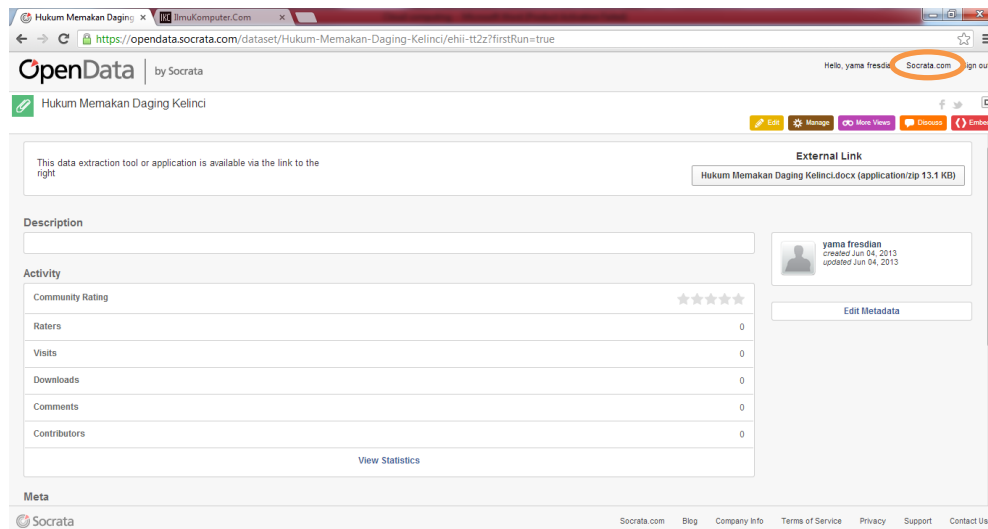 Hukum Memakan Daging
IlmuKomputer.Com
https://opendata.socrata.com/dataset/Hukum-Memakan-Daging-Kelinci/ehii-tt2z?firstRun=true
OpenData by Socrata
Hello, yama fresdia Socrata.com ign ou
Hukum Memakan Daging Kelinci
Edit Manage More Views Discuss Embe
This data extraction tool or application is available via the link to the
right
External Link
Hukum Memakan Daging Kelinci.docx (application/zip 13.1 KB)
Description
yama fresdian
created Jun 04, 2013
updated Jun 04, 2013
Activity
Community Rating
Edit Metadata
Raters 0
Visits 0
Downloads 0
Comments 0
Contributors 0
View Statistics
Meta
Socrata
Socrata.com Blog Company Info Terms of Service Privacy Support Contact Us